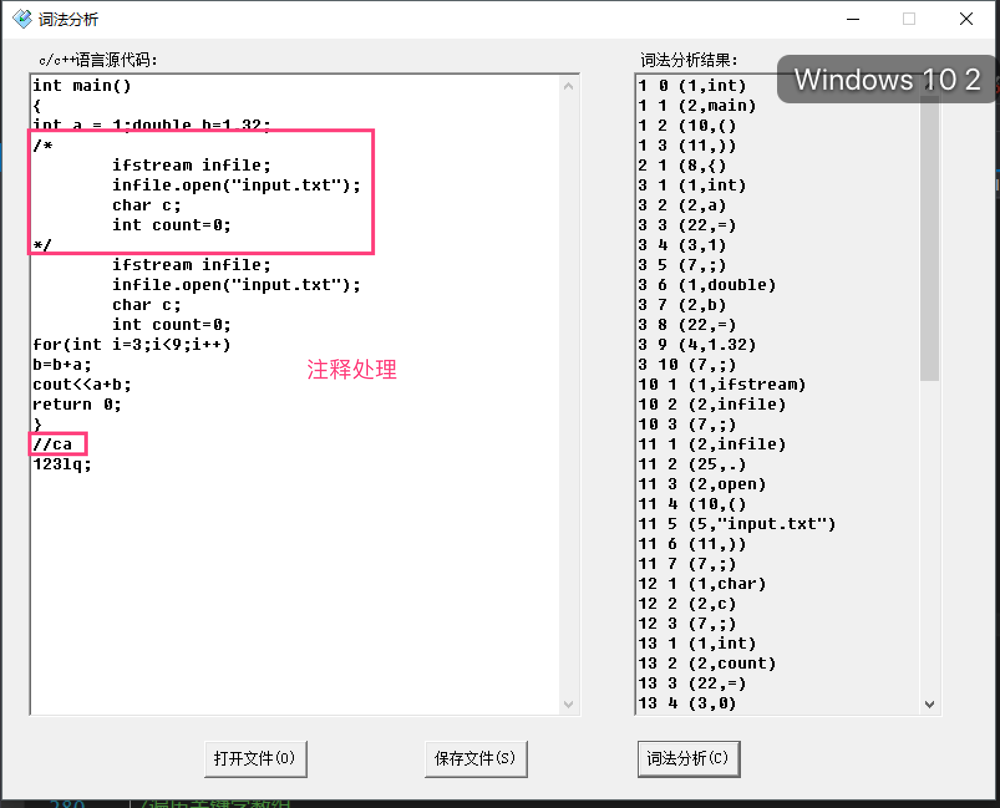 词法分析
c/c++语言源代码:
int main()
{
int a = 1;double b=1.32;
/*
        ifstream infile;
        infile.open("input.txt");
        char c;
        int count=0;
*/
        ifstream infile;
        infile.open("input.txt");
        char c;
        int count=0;
for(int i=3;i<9;i++)
b=b+a;
cout<<a+b;
return 0;
}
//ca
123lq;
注释处理
词法分析结果:
Windows 10 2
1 0 (1,int)
1 1 (2,main)
1 2 (10,()
1 3 (11,))
2 1 (8,{)
3 1 (1,int)
3 2 (2,a)
3 3 (22,=)
3 4 (3,1)
3 5 (7,;)
3 6 (1,double)
3 7 (2,b)
3 8 (22,=)
3 9 (4,1.32)
3 10 (7,;)
10 1 (1,ifstream)
10 2 (2,infile)
10 3 (7,;)
11 1 (2,infile)
11 2 (25,.)
11 3 (2,open)
11 4 (10,()
11 5 (5,"input.txt")
11 6 (11,))
11 7 (7,;)
12 1 (1,char)
12 2 (2,c)
12 3 (7,;)
13 1 (1,int)
13 2 (2,count)
13 3 (22,=)
13 4 (3,0)
打开文件(O)
保存文件(S)
词法分析(C)
280 //遍历关键字数组